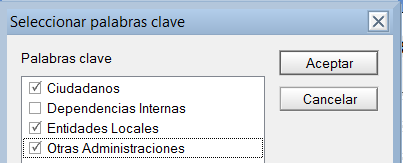 Seleccionar palabras clave
Palabras clave
Aceptar
Ciudadanos
Dependencias Internas
Cancelar
Entidades Locales
Otras Administraciones